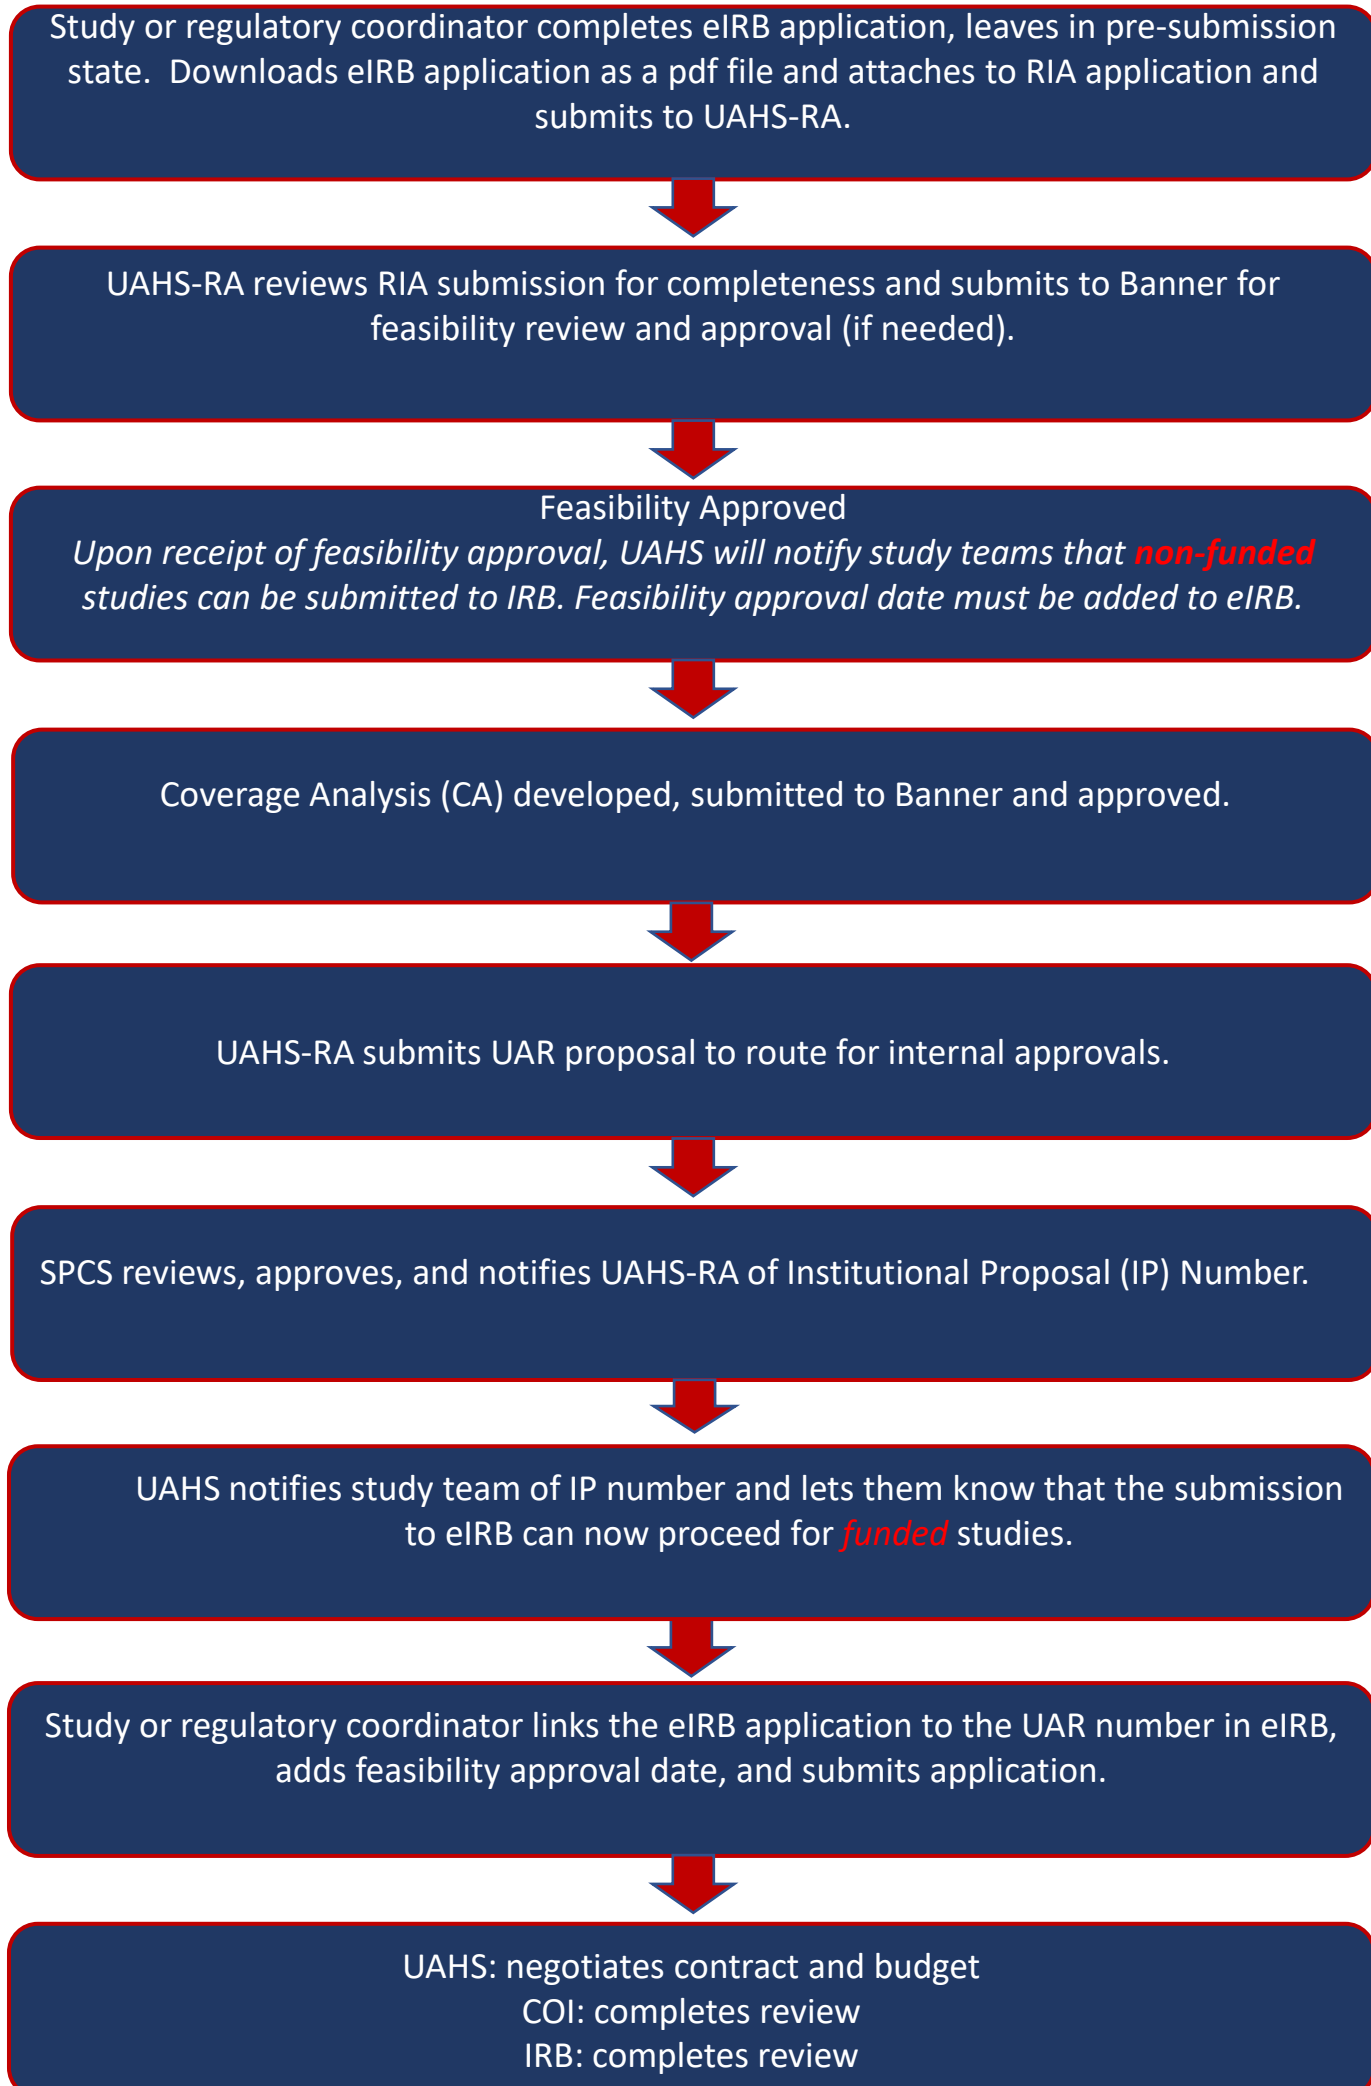 Study or regulatory coordinator completes eIRB application, leaves in pre-submission
state.  Downloads eIRB application as a pdf file and attaches to RIA application and
submits to UAHS-RA.
UAHS-RA reviews RIA submission for completeness and submits to Banner for
feasibility review and approval (if needed).
Feasibility Approved
Upon receipt of feasibility approval, UAHS will notify study teams that non-funded
studies can be submitted to IRB. Feasibility approval date must be added to eIRB.
Coverage Analysis (CA) developed, submitted to Banner and approved.
UAHS-RA submits UAR proposal to route for internal approvals.
SPCS reviews, approves, and notifies UAHS-RA of Institutional Proposal (IP) Number.
UAHS notifies study team of IP number and lets them know that the submission
to eIRB can now proceed for funded studies.
Study or regulatory coordinator links the eIRB application to the UAR number in eIRB,
adds feasibility approval date, and submits application.
UAHS: negotiates contract and budget
COI: completes review
IRB: completes review